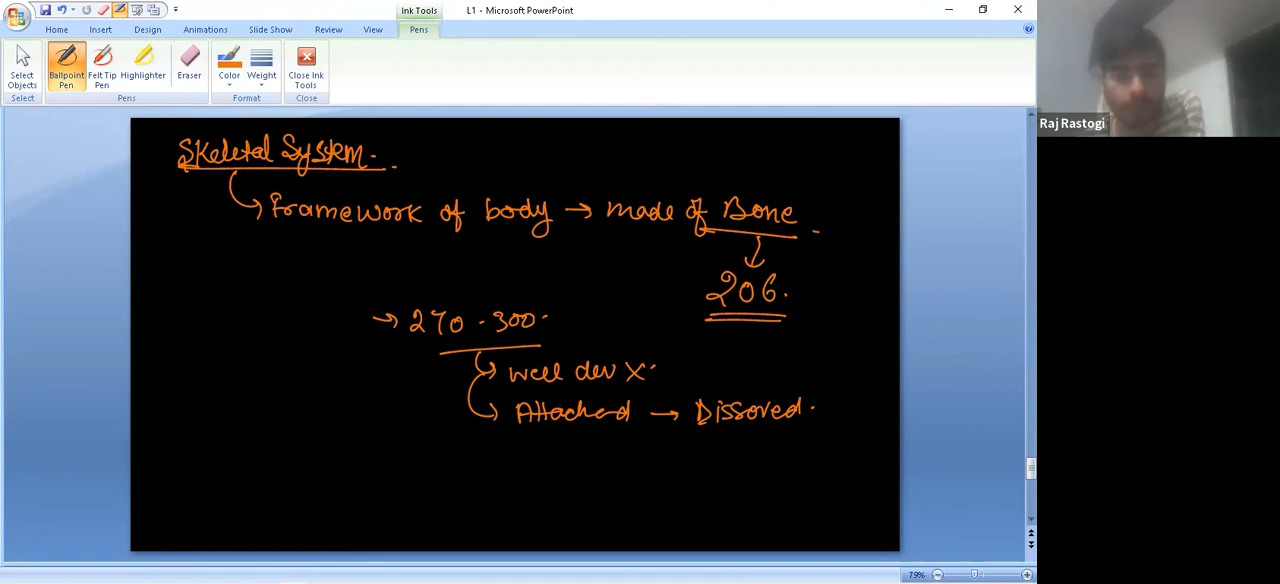 Ink Tools
L1 - Microsoft PowerPoint
Home Insert Design Animations Slide Show Review View Pens
Select Objects
Ballpoint Pen
Felt Tip Pen
Highlighter
Eraser
Color
Weight
Close Ink Tools
Select Pens Format Close
Raj Rastogi
Skeletal System.
Framework of body → made of Bone
206.
→ 270 - 300.
well dev X
Attached → Dissoved.
79%